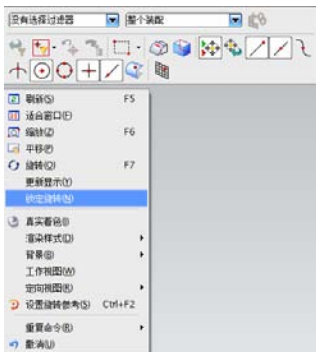 没有选择过滤器
整个装配
刷新(S) F5
适合窗口(F)
缩放(Z) F6
平移(P)
旋转(O) F7
更新显示(Y)
锁定旋转(N)
真实着色(I)
渲染样式(D)
背景(B)
工作视图(W)
定向视图(R)
设置旋转参考(S) Ctrl+F2
重复命令(R)
撤消(U)